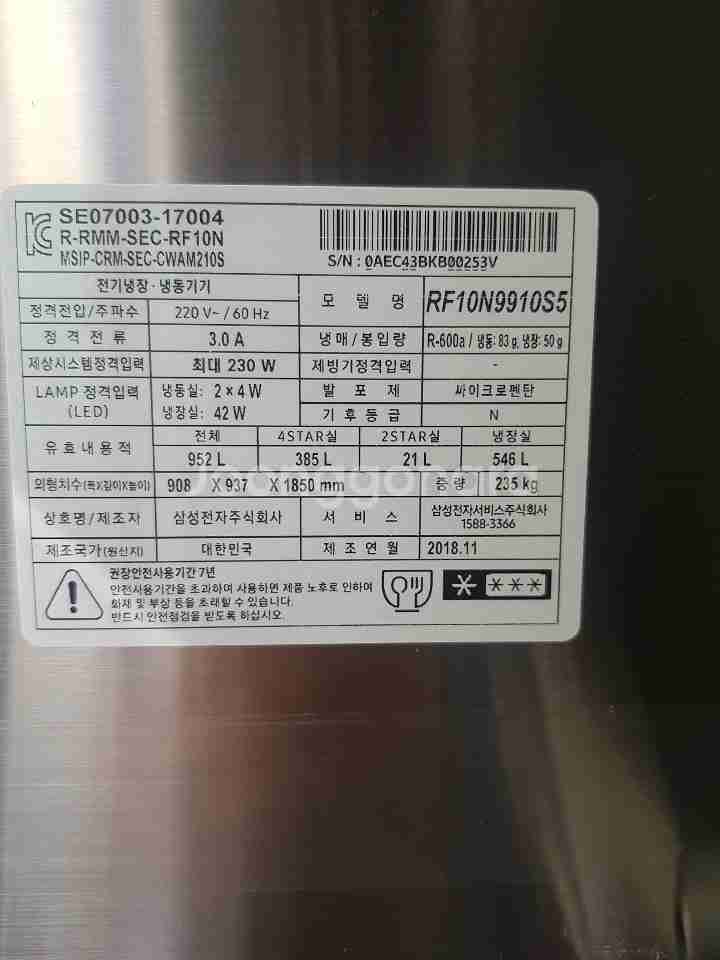 SE07003-17004
R-RMM-SEC-RF10N
MSIP-CRM-SEC-CWAM210S
S/N : 0AEC43BKB00253V
전기냉장·냉동기기
모 델 명 RF10N9910S5
정격전압/주파수 220 V~ / 60 Hz
정 격 전 류 3.0 A
냉매/봉입량 R-600a / 냉동: 83 g, 냉장: 50 g
제상시스템정격입력 최대 230 W
제빙기정격입력 -
LAMP 정격입력 (LED) 냉동실: 2 × 4 W
냉장실: 42 W
발 포 제 싸이크로펜탄
기 후 등 급 N
유 효 내 용 적 전체 4STAR실 2STAR실 냉장실
952 L 385 L 21 L 546 L
외형치수(폭X깊이X높이) 908 X 937 X 1850 mm
중 량 235 kg
상호명/제조자 삼성전자주식회사
서 비 스 삼성전자서비스주식회사
1588-3366
제조국가(원산지) 대한민국
제 조 연 월 2018.11
권장안전사용기간 7년
안전사용기간을 초과하여 사용하면 제품 노후로 인하여
화재 및 부상 등을 초래할 수 있습니다.
반드시 안전점검을 받도록 하십시오.
Joonggonara